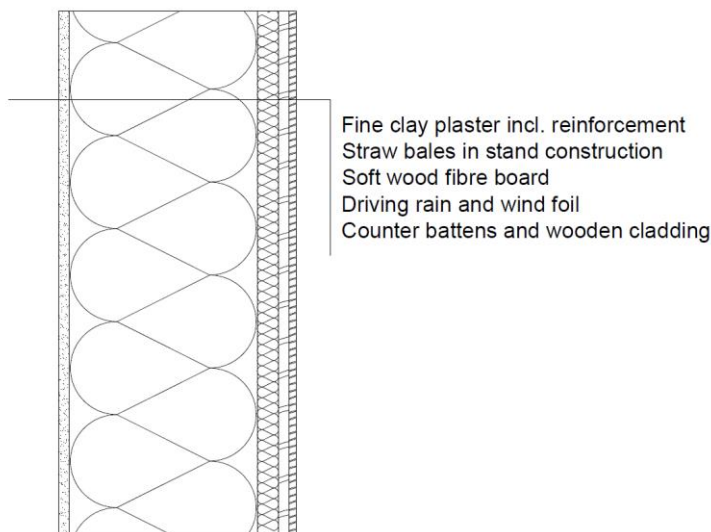 Fine clay plaster incl. reinforcement
Straw bales in stand construction
Soft wood fibre board
Driving rain and wind foil
Counter battens and wooden cladding